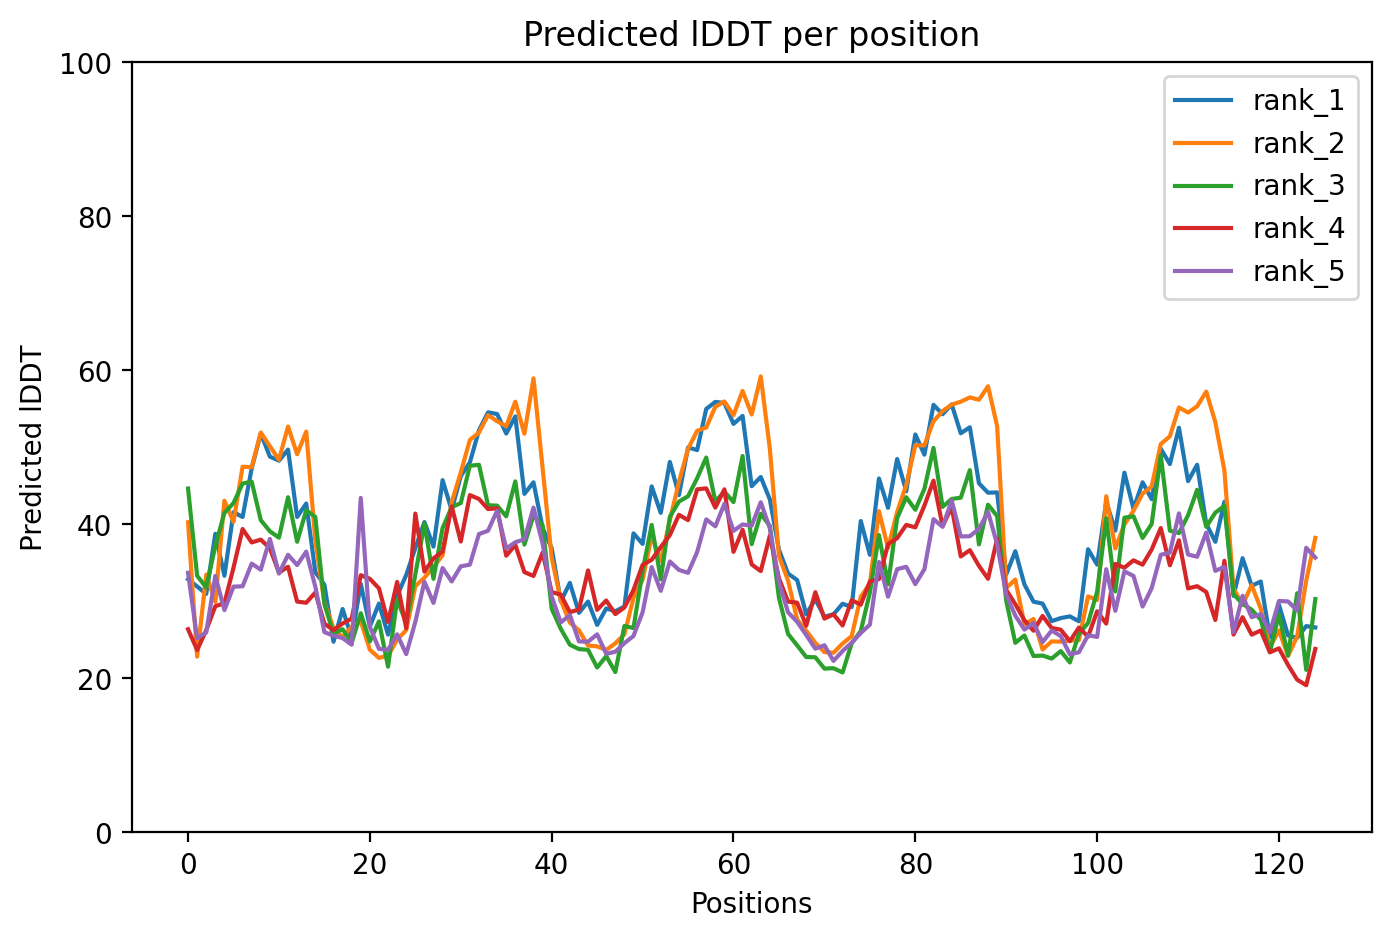 Predicted lDDT per position
100
80
60
40
20
0
Predicted lDDT
0 20 40 60 80 100 120
Positions
rank_1
rank_2
rank_3
rank_4
rank_5